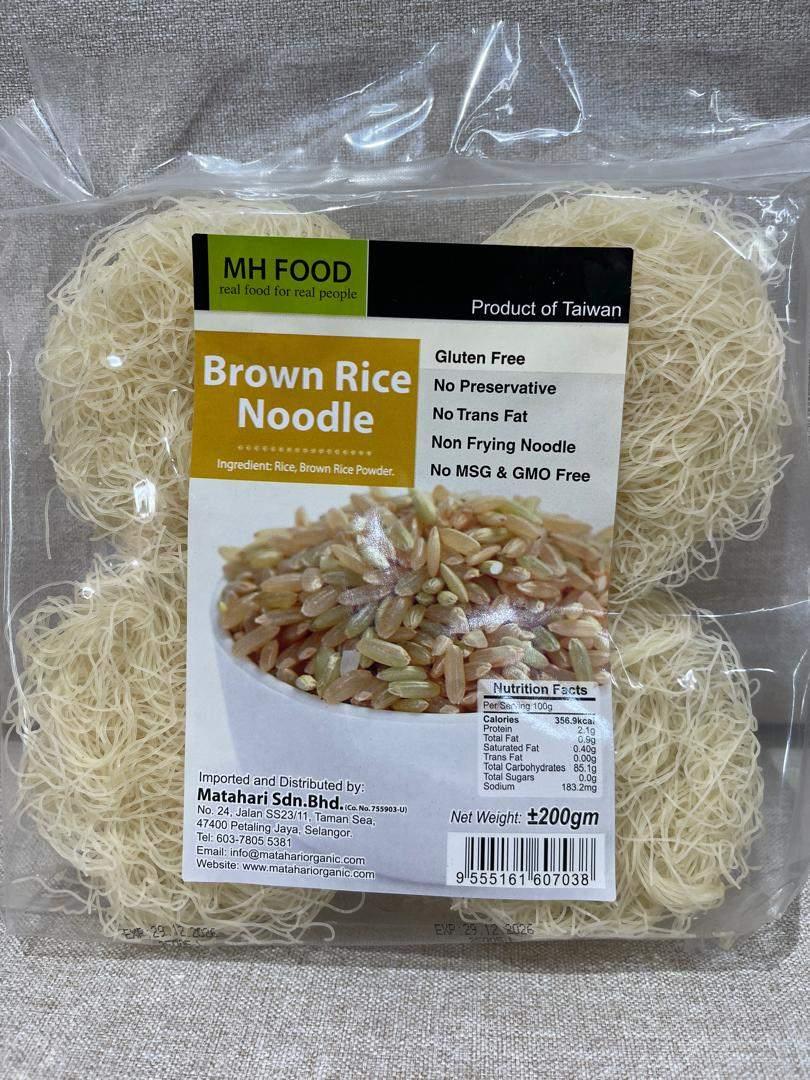 MH FOOD
real food for real people
Product of Taiwan
Brown Rice
Noodle
Ingredient: Rice, Brown Rice Powder.
Gluten Free
No Preservative
No Trans Fat
Non Frying Noodle
No MSG & GMO Free
Nutrition Facts
Per Serving 100g
Calories 356.9kcal
Protein 2.1g
Total Fat 0.9g
Saturated Fat 0.40g
Trans Fat 0.00g
Total Carbohydrates 85.1g
Total Sugars 0.0g
Sodium 183.2mg
Imported and Distributed by:
Matahari Sdn.Bhd. (Co. No. 755903-U)
No. 24, Jalan SS23/11, Taman Sea,
47400 Petaling Jaya, Selangor.
Tel: 603-7805 5381
Email: info@matahariorganic.com
Website: www.matahariorganic.com
Net Weight: ±200gm
9 555161 607038
EXP 29.12.2026
EXP 29.12.2026